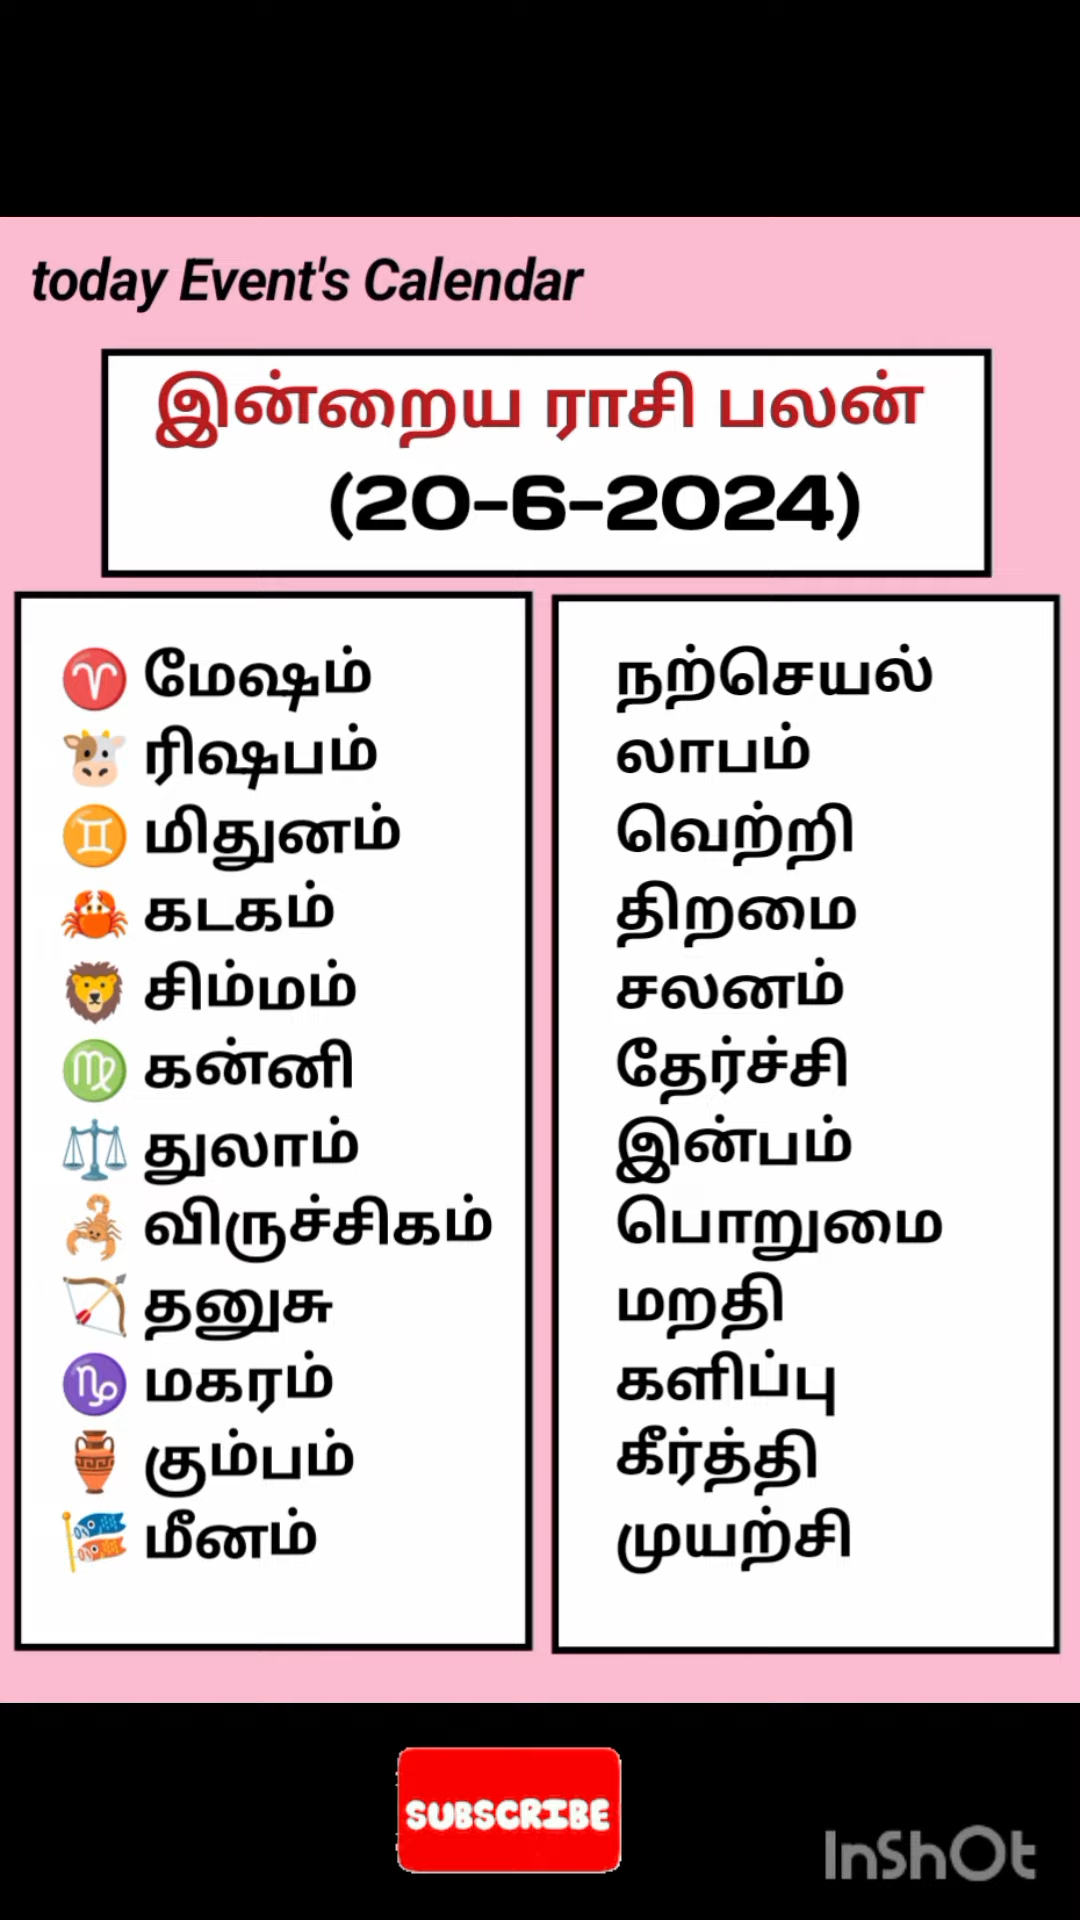 today Event's Calendar
இன்றைய ராசி பலன்
(20-6-2024)
மேஷம் நற்செயல்
ரிஷபம் லாபம்
மிதுனம் வெற்றி
கடகம் திறமை
சிம்மம் சலனம்
கன்னி தேர்ச்சி
துலாம் இன்பம்
விருச்சிகம் பொறுமை
தனுசு மறதி
மகரம் களிப்பு
கும்பம் கீர்த்தி
மீனம் முயற்சி
SUBSCRIBE
InShOt